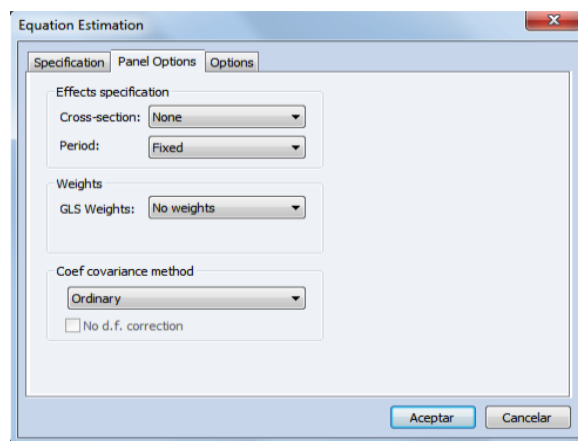 Equation Estimation
Specification Panel Options Options
Effects specification
Cross-section: None
Period: Fixed
Weights
GLS Weights: No weights
Coef covariance method
Ordinary
No d.f. correction
Aceptar Cancelar